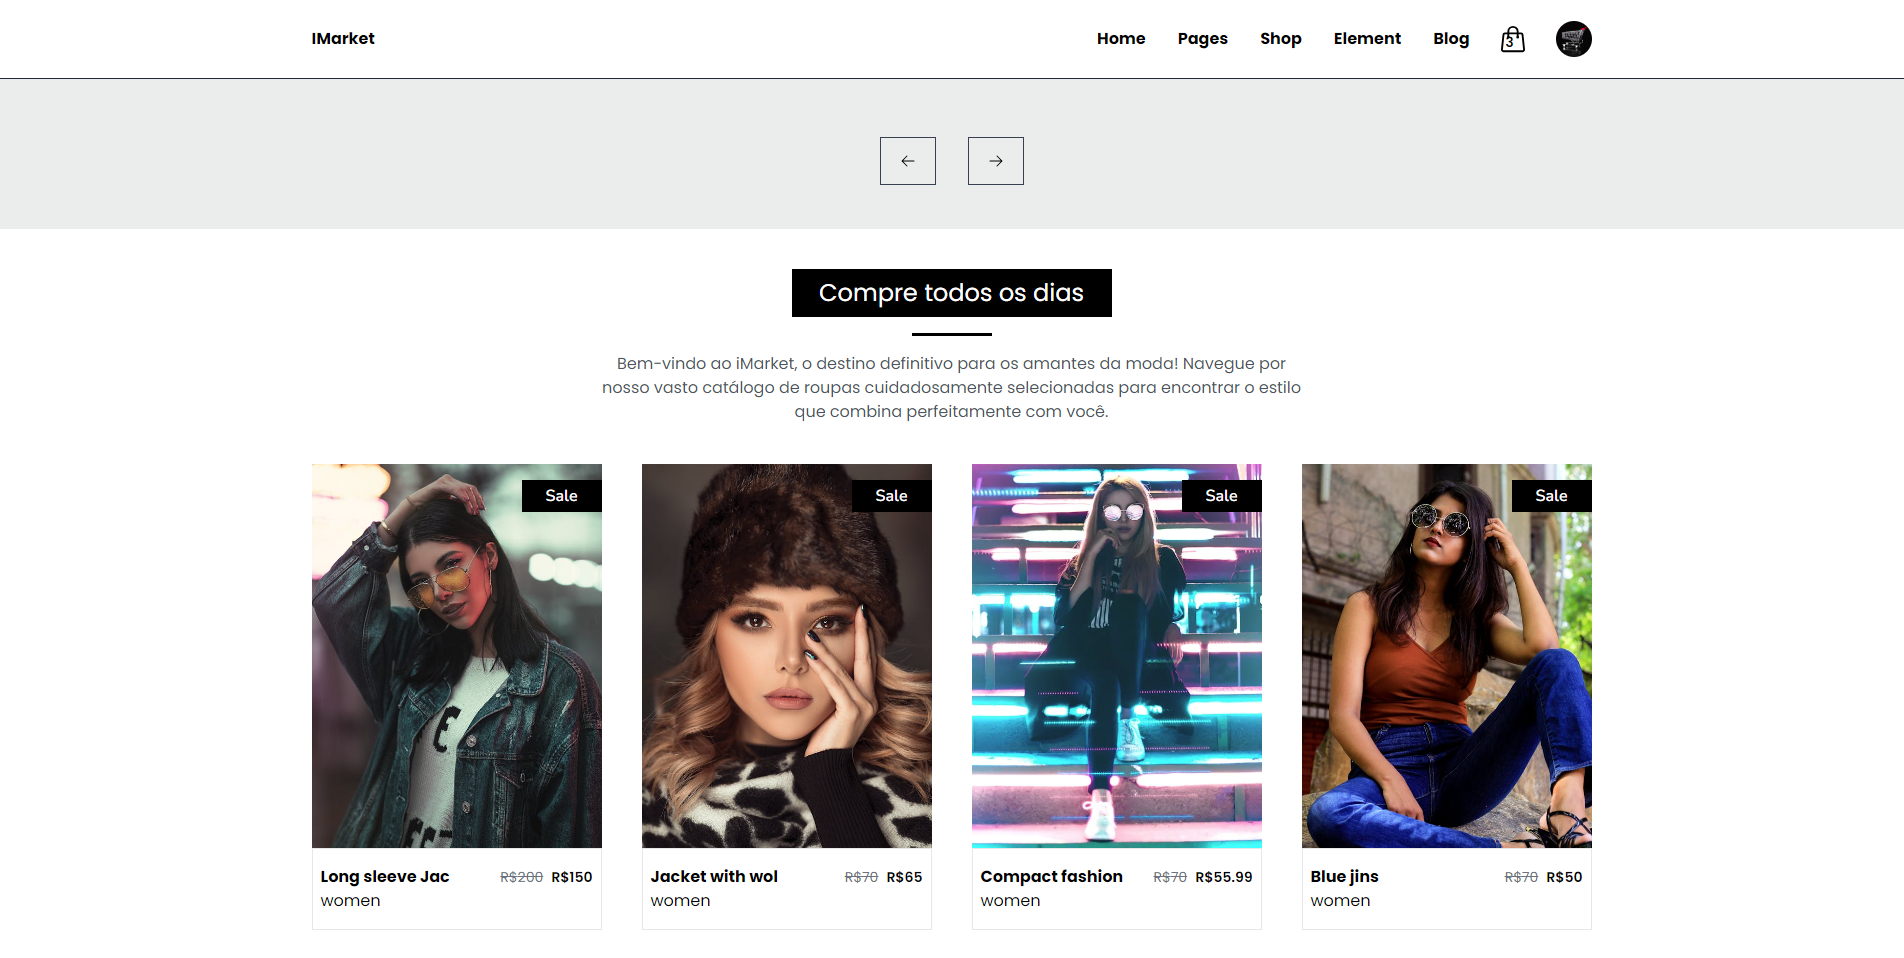 IMarket
Home Pages Shop Element Blog 3
Compre todos os dias
Bem-vindo ao iMarket, o destino definitivo para os amantes da moda! Navegue por
nosso vasto catálogo de roupas cuidadosamente selecionadas para encontrar o estilo
que combina perfeitamente com você.
Sale
Sale
Sale
Sale
Long sleeve Jac R$200 R$150
women
Jacket with wol R$70 R$65
women
Compact fashion R$70 R$55.99
women
Blue jins R$70 R$50
women